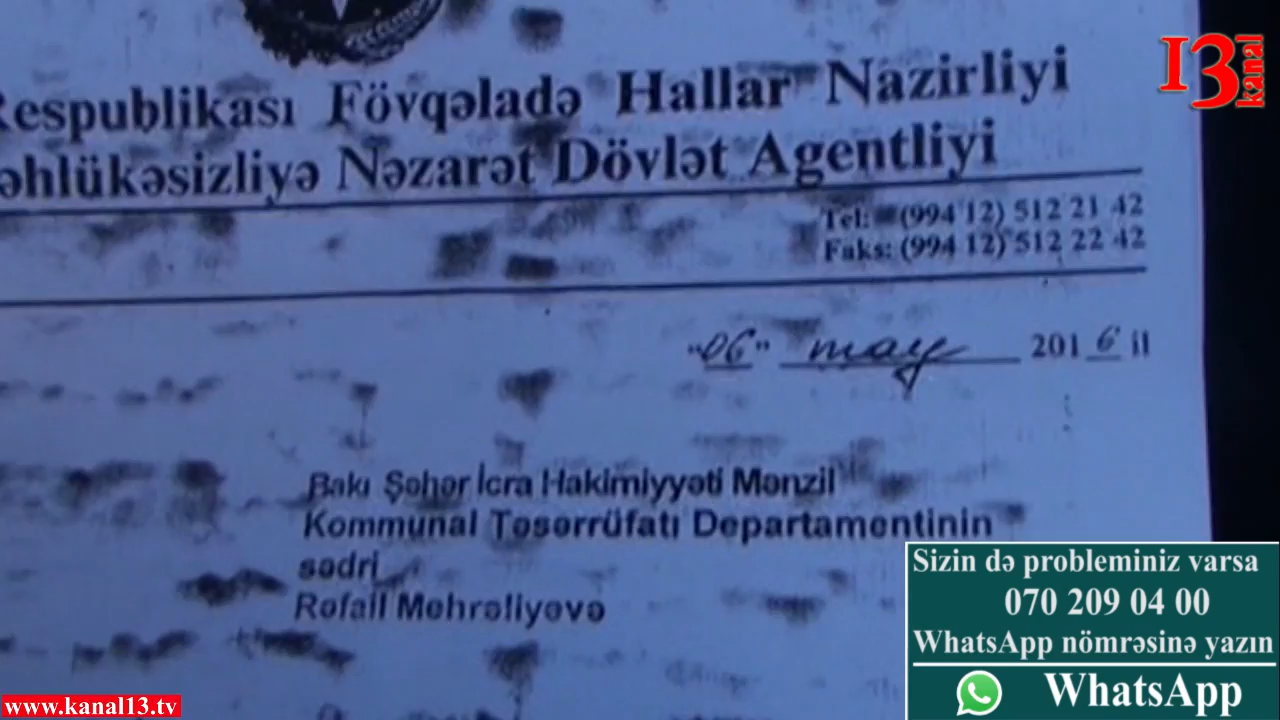 Respublikası Fövqəladə Hallar Nazirliyi
əhlükəsizliyə Nəzarət Dövlət Agentliyi
Tel: (994 12) 512 21 42
Faks: (994 12) 512 22 42
"06" may 2016 il
Bakı Şəhər İcra Hakimiyyəti Mənzil
Kommunal Təsərrüfatı Departamentinin
sədri
Rəfail Mehrəliyevə
13 kanal
Sizin də probleminiz varsa
070 209 04 00
WhatsApp nömrəsinə yazın
WhatsApp
www.kanal13.tv